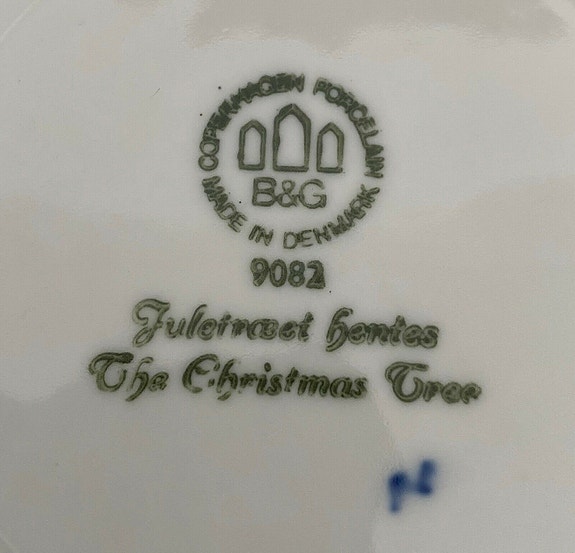 COPENHAGEN PORCELAIN
B&G
MADE IN DENMARK
9082
Juletræet hentes
The Christmas Tree